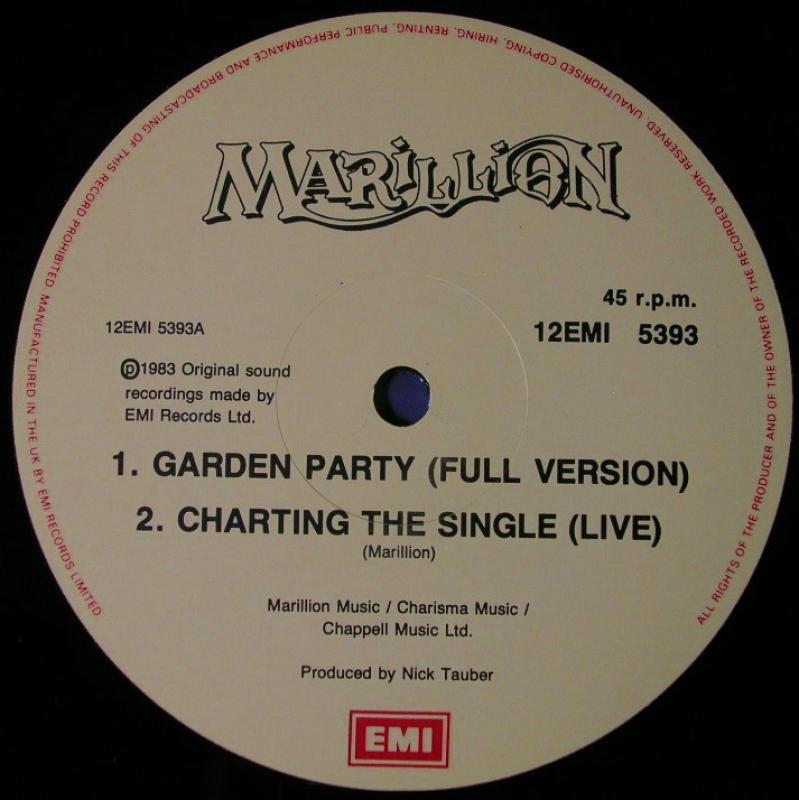 MARILLION
45 r.p.m.
12EMI 5393A
12EMI 5393
℗1983 Original sound
recordings made by
EMI Records Ltd.
1. GARDEN PARTY (FULL VERSION)
2. CHARTING THE SINGLE (LIVE)
(Marillion)
Marillion Music / Charisma Music /
Chappell Music Ltd.
Produced by Nick Tauber
EMI
ALL RIGHTS OF THE PRODUCER AND OF THE OWNER OF THE RECORDED WORK RESERVED. UNAUTHORISED COPYING, HIRING, RENTING, PUBLIC PERFORMANCE AND BROADCASTING OF THIS RECORD PROHIBITED. MANUFACTURED IN THE UK BY EMI RECORDS LIMITED